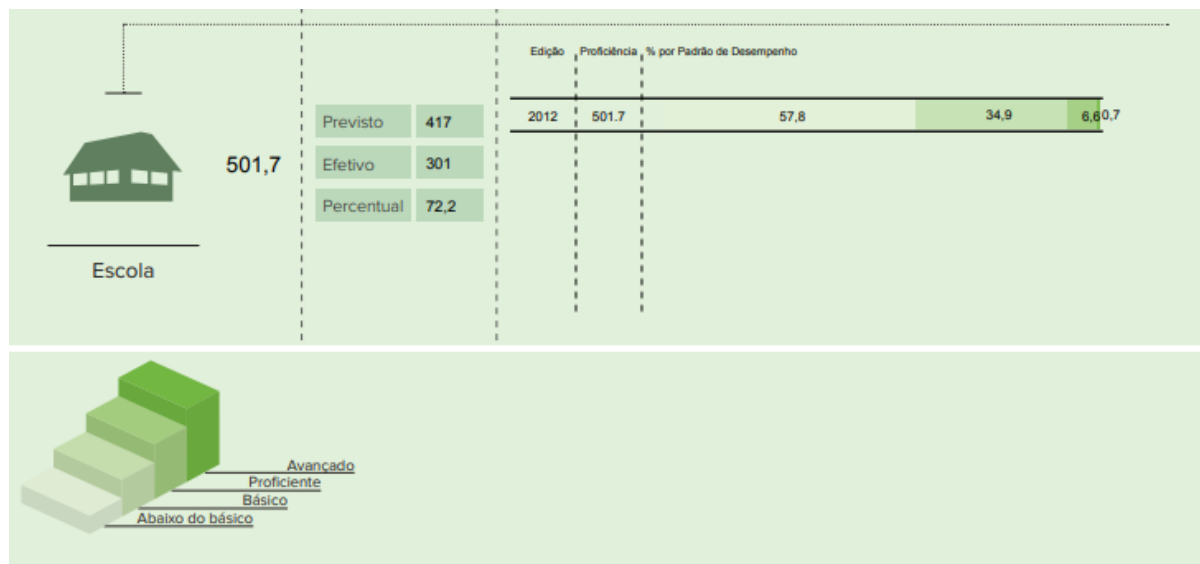 Edição Proficiência % por Padrão de Desempenho
2012 501.7 57,8 34,9 6,6 0,7
Previsto 417
501,7
Efetivo 301
Percentual 72,2
Escola
Avançado
Proficiente
Básico
Abaixo do básico